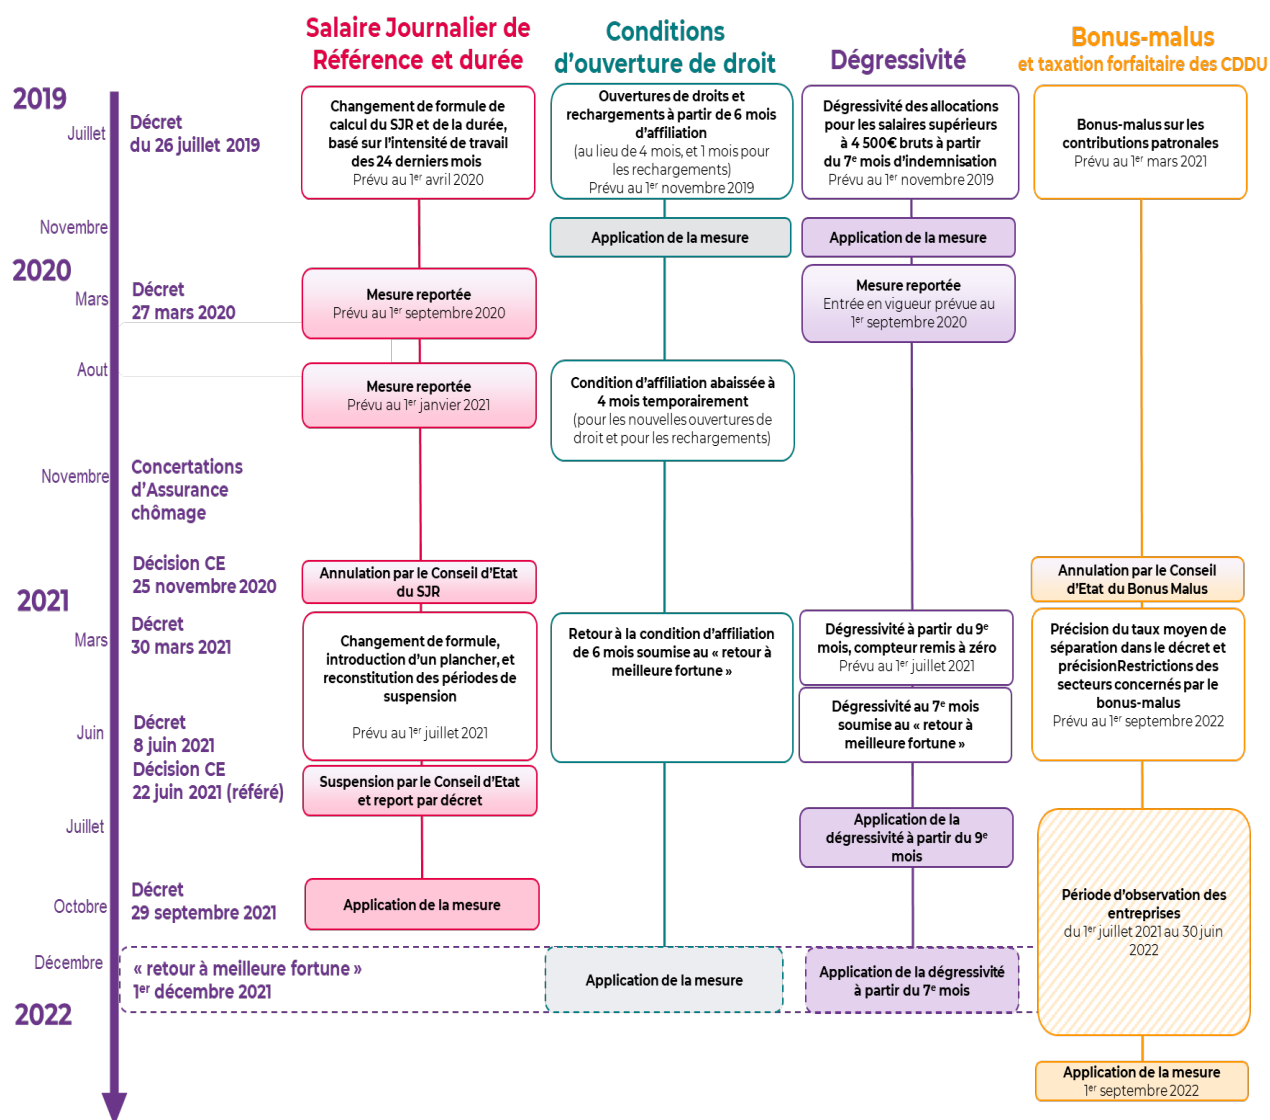 Salaire Journalier de
Référence et durée
Conditions
d’ouverture de droit
Dégressivité
Bonus-malus
et taxation forfaitaire des CDDU
2019
Juillet
Décret
du 26 juillet 2019
Changement de formule de
calcul du SJR et de la durée,
basé sur l’intensité de travail
des 24 derniers mois
Prévu au 1er avril 2020
Ouvertures de droits et
rechargements à partir de 6 mois
d’affiliation
(au lieu de 4 mois, et 1 mois pour
les rechargements)
Prévu au 1er novembre 2019
Dégressivité des allocations
pour les salaires supérieurs
à 4 500€ bruts à partir
du 7e mois d’indemnisation
Prévu au 1er novembre 2019
Bonus-malus sur les
contributions patronales
Prévu au 1er mars 2021
Novembre
Application de la mesure
Application de la mesure
2020
Mars
Décret
27 mars 2020
Mesure reportée
Prévu au 1er septembre 2020
Mesure reportée
Entrée en vigueur prévue au
1er septembre 2020
Aout
Mesure reportée
Prévu au 1er janvier 2021
Condition d’affiliation abaissée à
4 mois temporairement
(pour les nouvelles ouvertures de
droit et pour les rechargements)
Novembre
Concertations
d’Assurance
chômage
Décision CE
25 novembre 2020
Annulation par le Conseil d’Etat
du SJR
Annulation par le Conseil
d’Etat du Bonus Malus
2021
Mars
Décret
30 mars 2021
Changement de formule,
introduction d’un plancher, et
reconstitution des périodes de
suspension
Prévu au 1er juillet 2021
Retour à la condition d’affiliation
de 6 mois soumise au « retour à
meilleure fortune »
Dégressivité à partir du 9e
mois, compteur remis à zéro
Prévu au 1er juillet 2021
Dégressivité au 7e mois
soumise au « retour à
meilleure fortune »
Précision du taux moyen de
séparation dans le décret et
précisionRestrictions des
secteurs concernés par le
bonus-malus
Prévu au 1er septembre 2022
Juin
Décret
8 juin 2021
Décision CE
22 juin 2021 (référé)
Suspension par le Conseil d’Etat
et report par décret
Juillet
Application de la
dégressivité à partir du 9e
mois
Octobre
Décret
29 septembre 2021
Application de la mesure
Période d’observation des
entreprises
du 1er juillet 2021 au 30 juin
2022
Décembre
« retour à meilleure fortune »
1er décembre 2021
Application de la mesure
Application de la dégressivité
à partir du 7e mois
2022
Application de la mesure
1er septembre 2022